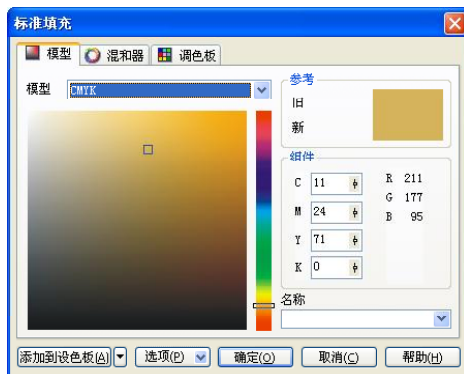 标准填充
模型 混和器 调色板
模型 CMYK
参考
旧
新
组件
C 11 R 211
M 24 G 177
Y 71 B 95
K 0
名称
添加到设色板(A) 选项(P) 确定(O) 取消(C) 帮助(H)